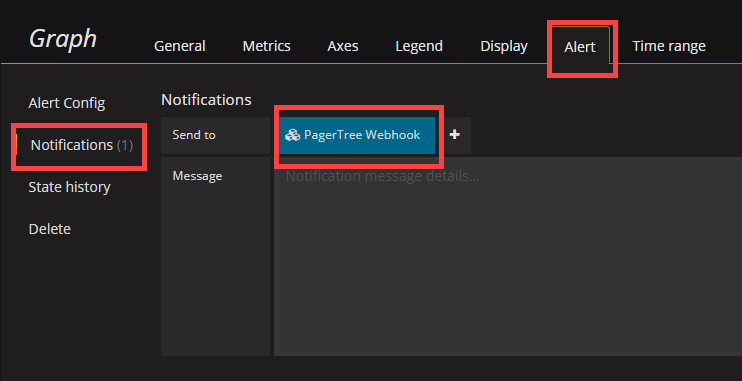 Graph General Metrics Axes Legend Display Alert Time range
Alert Config
Notifications (1)
State history
Delete
Notifications
Send to PagerTree Webhook +
Message Notification message details...